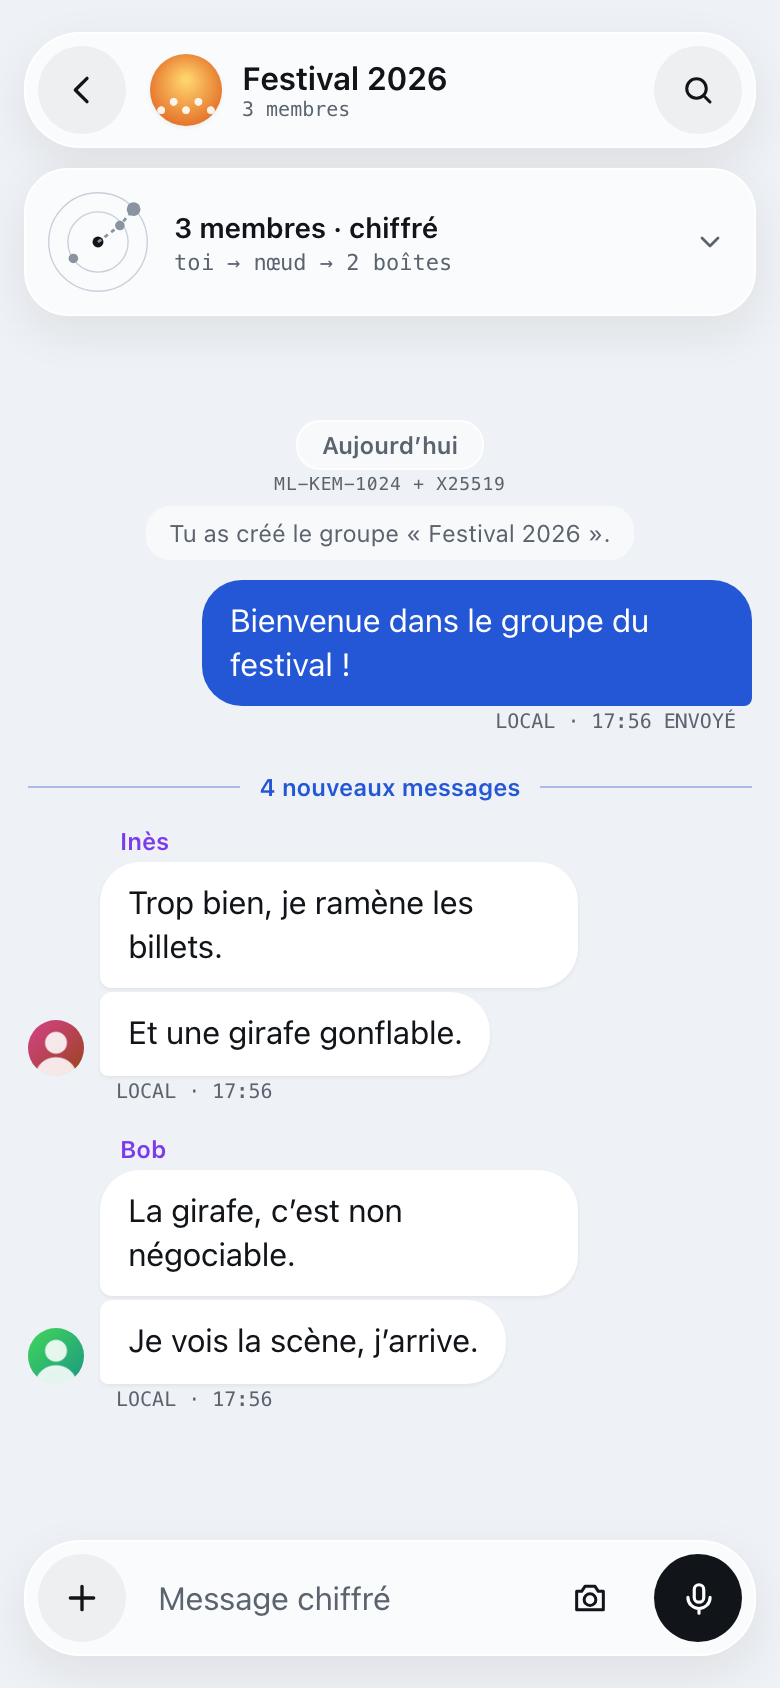 Festival 2026
3 membres
3 membres · chiffré
toi → nœud → 2 boîtes
Aujourd’hui
ML-KEM-1024 + X25519
Tu as créé le groupe « Festival 2026 ».
Bienvenue dans le groupe du
festival !
LOCAL · 17:56 ENVOYÉ
4 nouveaux messages
Inès
Trop bien, je ramène les
billets.
Et une girafe gonflable.
LOCAL · 17:56
Bob
La girafe, c’est non
négociable.
Je vois la scène, j’arrive.
LOCAL · 17:56
Message chiffré